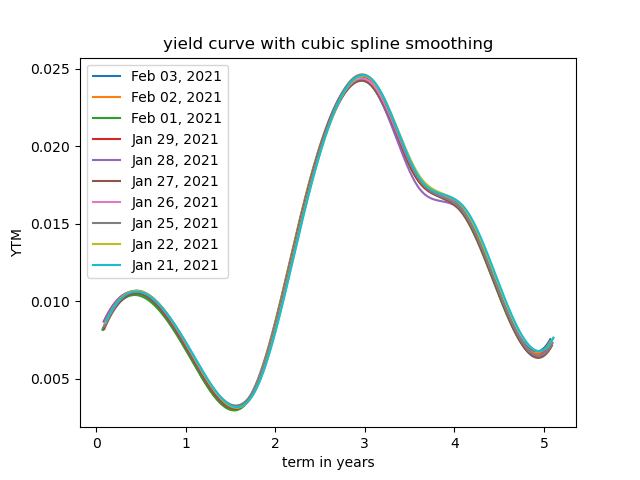 yield curve with cubic spline smoothing
0.025
0.020
0.015
0.010
0.005
YTM
Feb 03, 2021
Feb 02, 2021
Feb 01, 2021
Jan 29, 2021
Jan 28, 2021
Jan 27, 2021
Jan 26, 2021
Jan 25, 2021
Jan 22, 2021
Jan 21, 2021
0 1 2 3 4 5
term in years